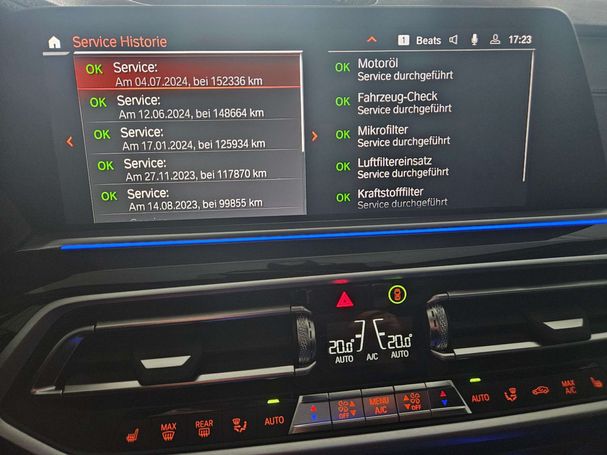 Service Historie
1 Beats 17:23
OK Service:
Am 04.07.2024, bei 152336 km
OK Service:
Am 12.06.2024, bei 148664 km
OK Service:
Am 17.01.2024, bei 125934 km
OK Service:
Am 27.11.2023, bei 117870 km
OK Service:
Am 14.08.2023, bei 99855 km
OK Motoröl
Service durchgeführt
OK Fahrzeug-Check
Service durchgeführt
OK Mikrofilter
Service durchgeführt
OK Luftfiltereinsatz
Service durchgeführt
OK Kraftstofffilter
Service durchgeführt
20.0° 20.0°
AUTO A/C AUTO
MAX REAR AUTO OFF MENU A/C OFF AUTO MAX A/C